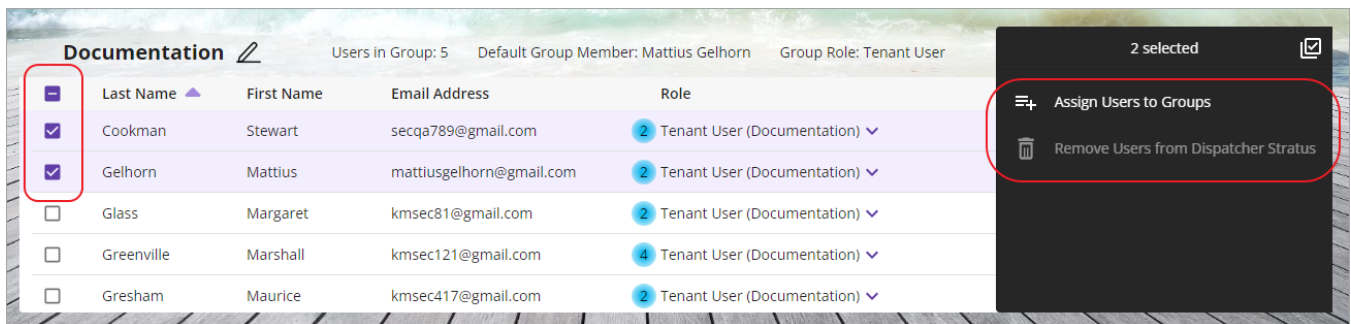 Documentation Users in Group: 5 Default Group Member: Mattius Gelhorn Group Role: Tenant User
2 selected
Last Name First Name Email Address Role
Cookman Stewart secqa789@gmail.com 2 Tenant User (Documentation)
Gelhorn Mattius mattiusgelhorn@gmail.com 2 Tenant User (Documentation)
Glass Margaret kmsec81@gmail.com 2 Tenant User (Documentation)
Greenville Marshall kmsec121@gmail.com 4 Tenant User (Documentation)
Gresham Maurice kmsec417@gmail.com 2 Tenant User (Documentation)
Assign Users to Groups
Remove Users from Dispatcher Stratus